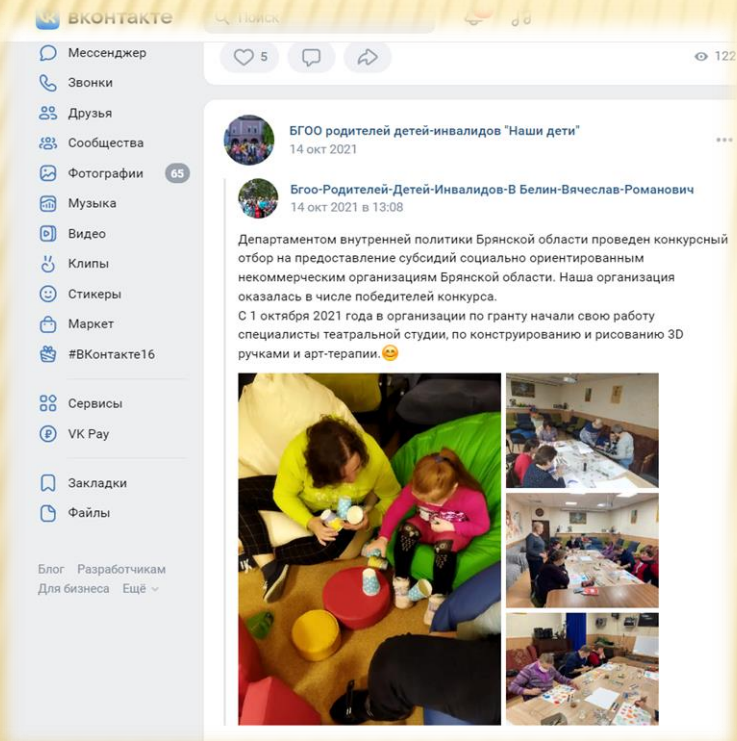 вконтакте
Поиск
Мессенджер
Звонки
Друзья
Сообщества
Фотографии 65
Музыка
Видео
Клипы
Стикеры
Маркет
#ВКонтакте16
Сервисы
VK Pay
Закладки
Файлы
Блог Разработчикам
Для бизнеса Ещё
5
122
БГОО родителей детей-инвалидов "Наши дети"
14 окт 2021
Бгоо-Родителей-Детей-Инвалидов-В Белин-Вячеслав-Романович
14 окт 2021 в 13:08
Департаментом внутренней политики Брянской области проведен конкурсный
отбор на предоставление субсидий социально ориентированным
некоммерческим организациям Брянской области. Наша организация
оказалась в числе победителей конкурса.
С 1 октября 2021 года в организации по гранту начали свою работу
специалисты театральной студии, по конструированию и рисованию 3D
ручками и арт-терапии.😊